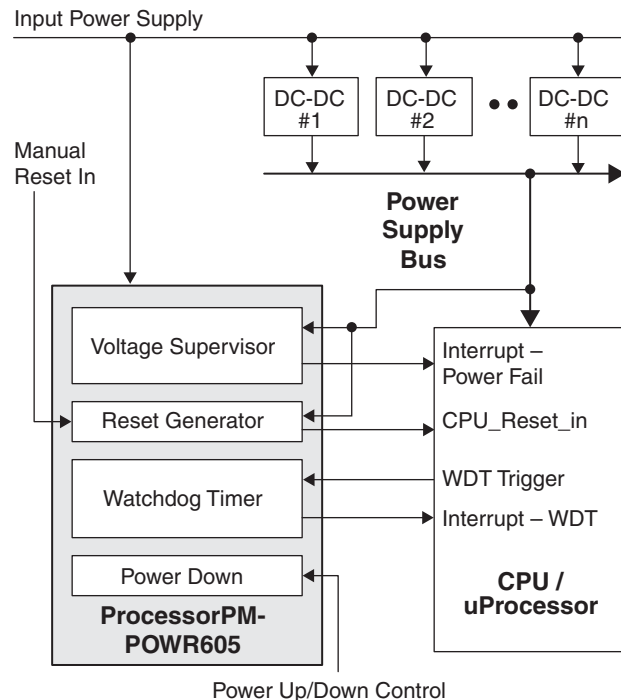 Input Power Supply
DC-DC
#1
DC-DC
#2
DC-DC
#n
Manual
Reset In
Power
Supply
Bus
Voltage Supervisor
Interrupt –
Power Fail
Reset Generator
CPU_Reset_in
Watchdog Timer
WDT Trigger
Interrupt – WDT
Power Down
CPU /
uProcessor
ProcessorPM-
POWR605
Power Up/Down Control